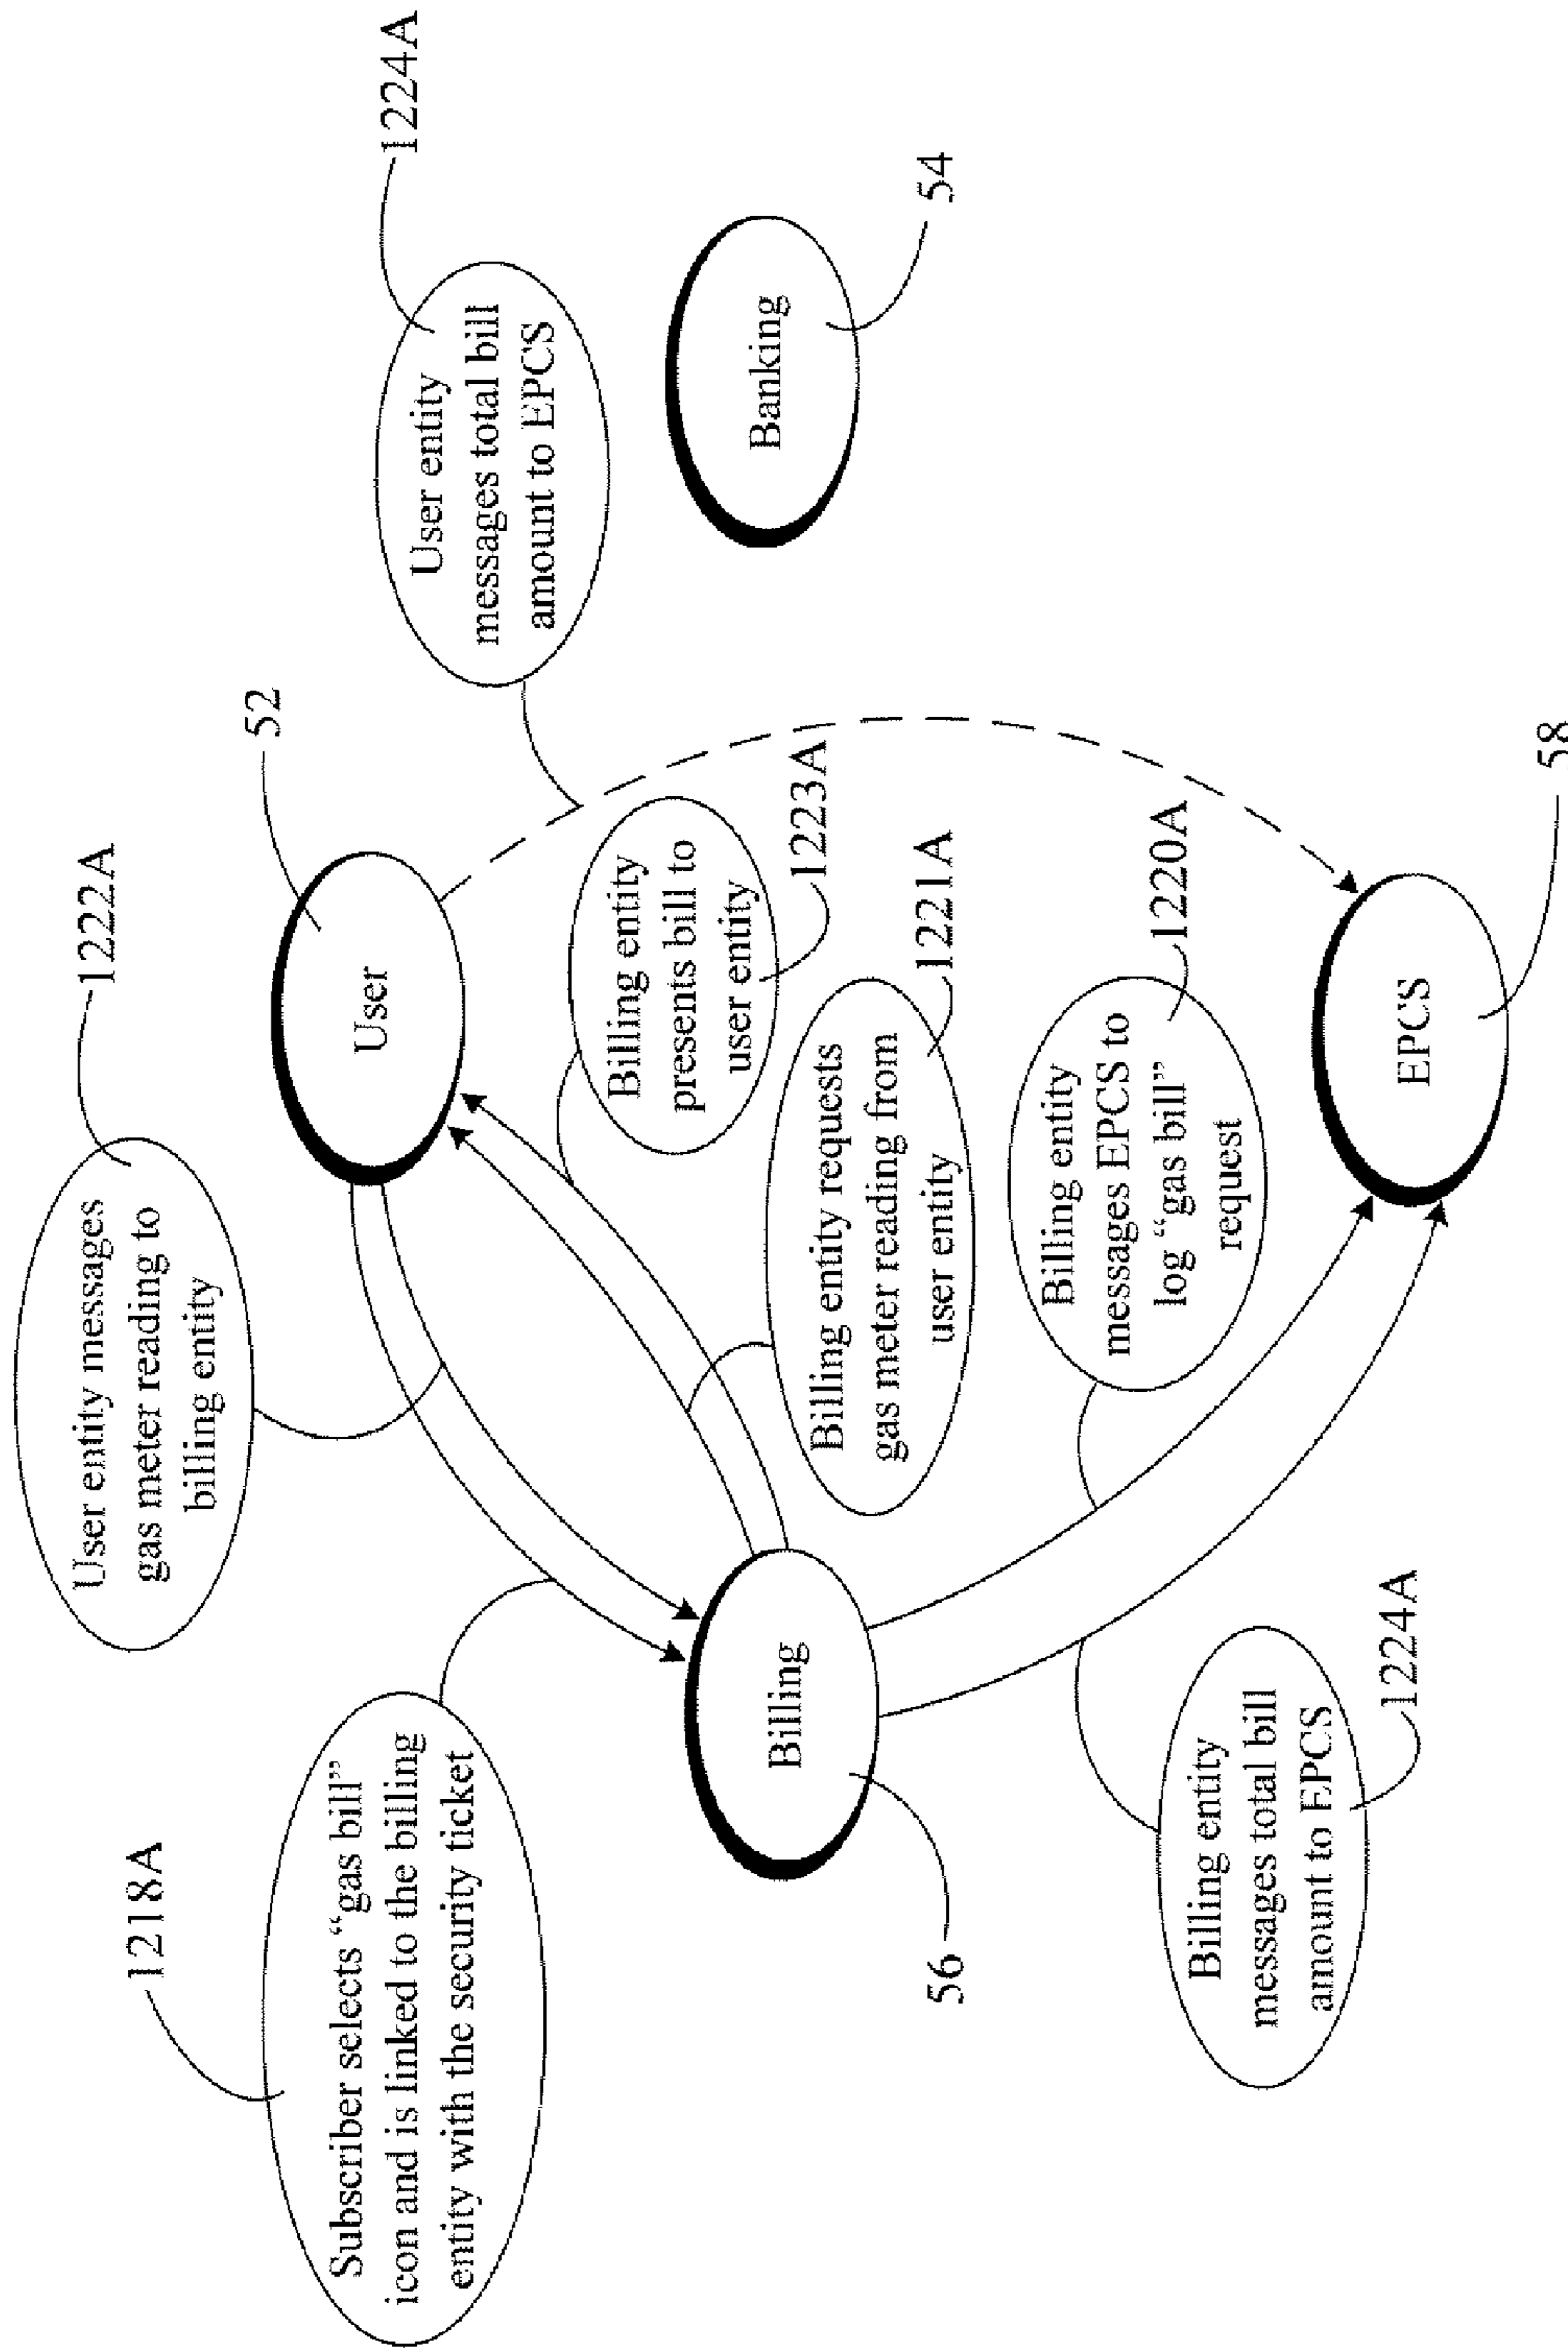 1222A
User entity messages
gas meter reading to
billing entity
1218A
Subscriber selects “gas bill”
icon and is linked to the billing
entity with the security ticket
52
User
1224A
User entity
messages total bill
amount to EPCS
Billing entity
presents bill to
user entity
1223A
Banking
54
Billing
56
Billing entity requests
gas meter reading from
user entity
1221A
Billing entity
messages EPCS to
log “gas bill”
request
1220A
Billing entity
messages total bill
amount to EPCS
1224A
EPCS
58